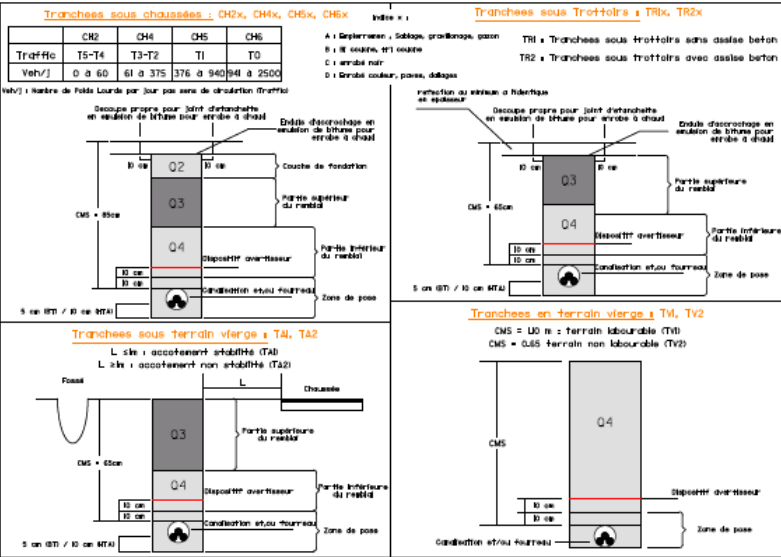 Tranchees sous chaussées : CH2x, CH4x, CH5x, CH6x
CH2 CH4 CH5 CH6
Traffic T5-T4 T3-T2 T1 T0
Veh/j 0 à 60 61 à 375 376 à 940 941 à 2500
Veh/j : Nombre de Poids Lourds par jour pas sens de circulation (Traffic)
Indice x :
A : Empierremen , Sablage, gravillonage, gazon
B : BI couche, tri couche
C : enrobé noir
D : Enrobé couleur, paves, dallages
Decoupe propre pour joint d'etancheite
en emulsion de bitume pour enrobe a chaud
Enduis d'accrochage en
emulsion de bitume pour
enrobe a chaud
10 cm
10 cm
Q2
Couche de fondation
Q3
Partie supérieur
du remblai
CMS = 85cm
Q4
Dispositif avertisseur
Partie inférieur
du remblai
10 cm
10 cm
Canalisation et,ou fourreau
Zone de pose
5 cm (BT) / 10 cm (HTA)
Tranchees sous Trottoirs : TR1x, TR2x
TR1 : Tranchees sous trottoirs sans assise beton
TR2 : Tranchees sous trottoirs avec assise beton
refection au minimum a l'identique
en epaisseur
Decoupe propre pour joint d'etancheite
en emulsion de bitume pour enrobe a chaud
Enduis d'accrochage en
emulsion de bitume pour
enrobe a chaud
10 cm
10 cm
Q3
Partie supérieure
du remblai
CMS = 65cm
Q4
Dispositif avertisseur
Partie inférieure
du remblai
10 cm
10 cm
Canalisation et,ou fourreau
Zone de pose
5 cm (BT) / 10 cm (HTA)
Tranchees sous terrain vierge : TA1, TA2
L ≤1m : accotement stabilité (TA1)
L ≥1m : accotement non stabilité (TA2)
Fossé
L
Chaussée
Q3
Partie supérieure
du remblai
CMS = 65cm
Q4
Dispositif avertisseur
Partie inférieure
du remblai
10 cm
10 cm
Canalisation et,ou fourreau
Zone de pose
5 cm (BT) / 10 cm (HTA)
Tranchees en terrain vierge : TV1, TV2
CMS = 1,10 m : terrain labourable (TV1)
CMS = 0.65 terrain non labourable (TV2)
Q4
CMS
Dispositif avertisseur
10 cm
10 cm
Zone de pose
Canalisation et/ou fourreau